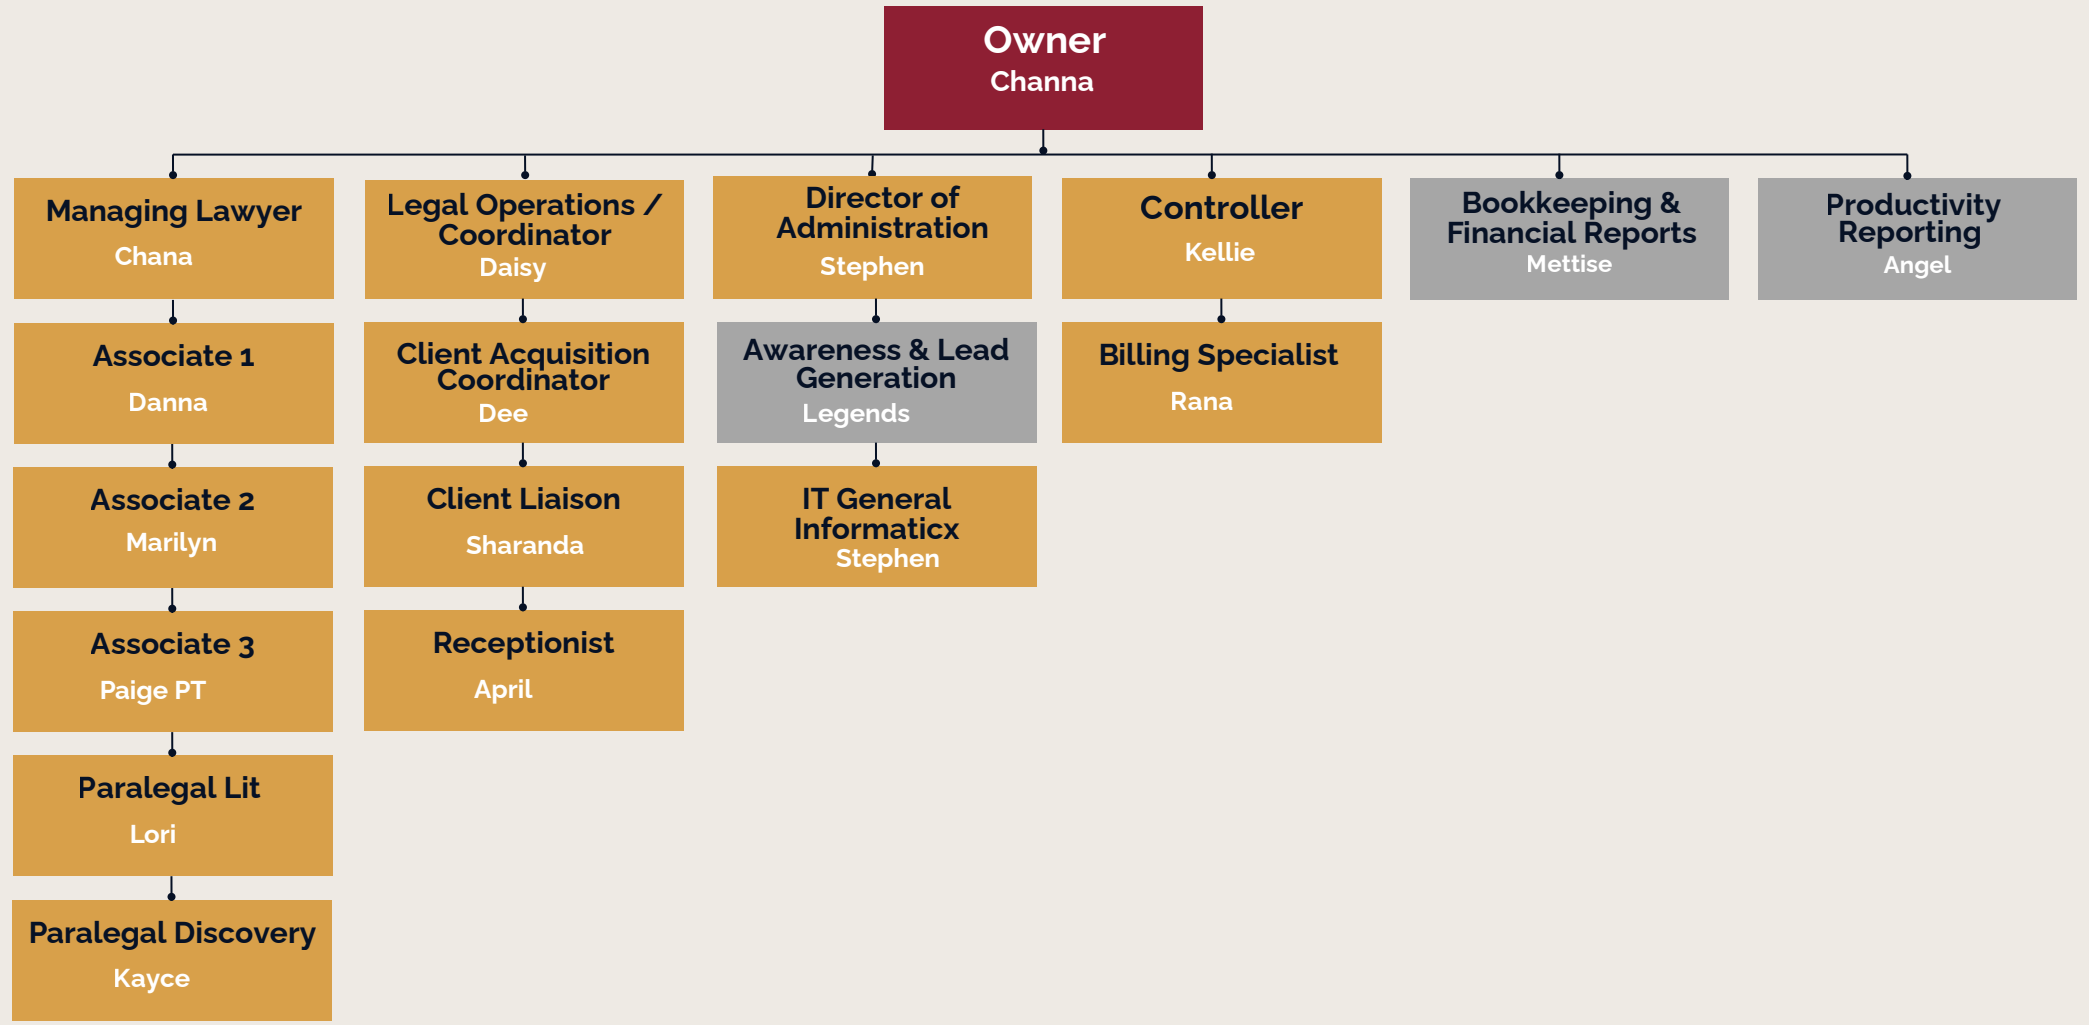 Owner
Channa
Managing Lawyer
Chana
Legal Operations /
Coordinator
Daisy
Director of
Administration
Stephen
Controller
Kellie
Bookkeeping &
Financial Reports
Mettise
Productivity
Reporting
Angel
Associate 1
Danna
Client Acquisition
Coordinator
Dee
Awareness & Lead
Generation
Legends
Billing Specialist
Rana
Associate 2
Marilyn
Client Liaison
Sharanda
IT General
Informaticx
Stephen
Associate 3
Paige PT
Receptionist
April
Paralegal Lit
Lori
Paralegal Discovery
Kayce